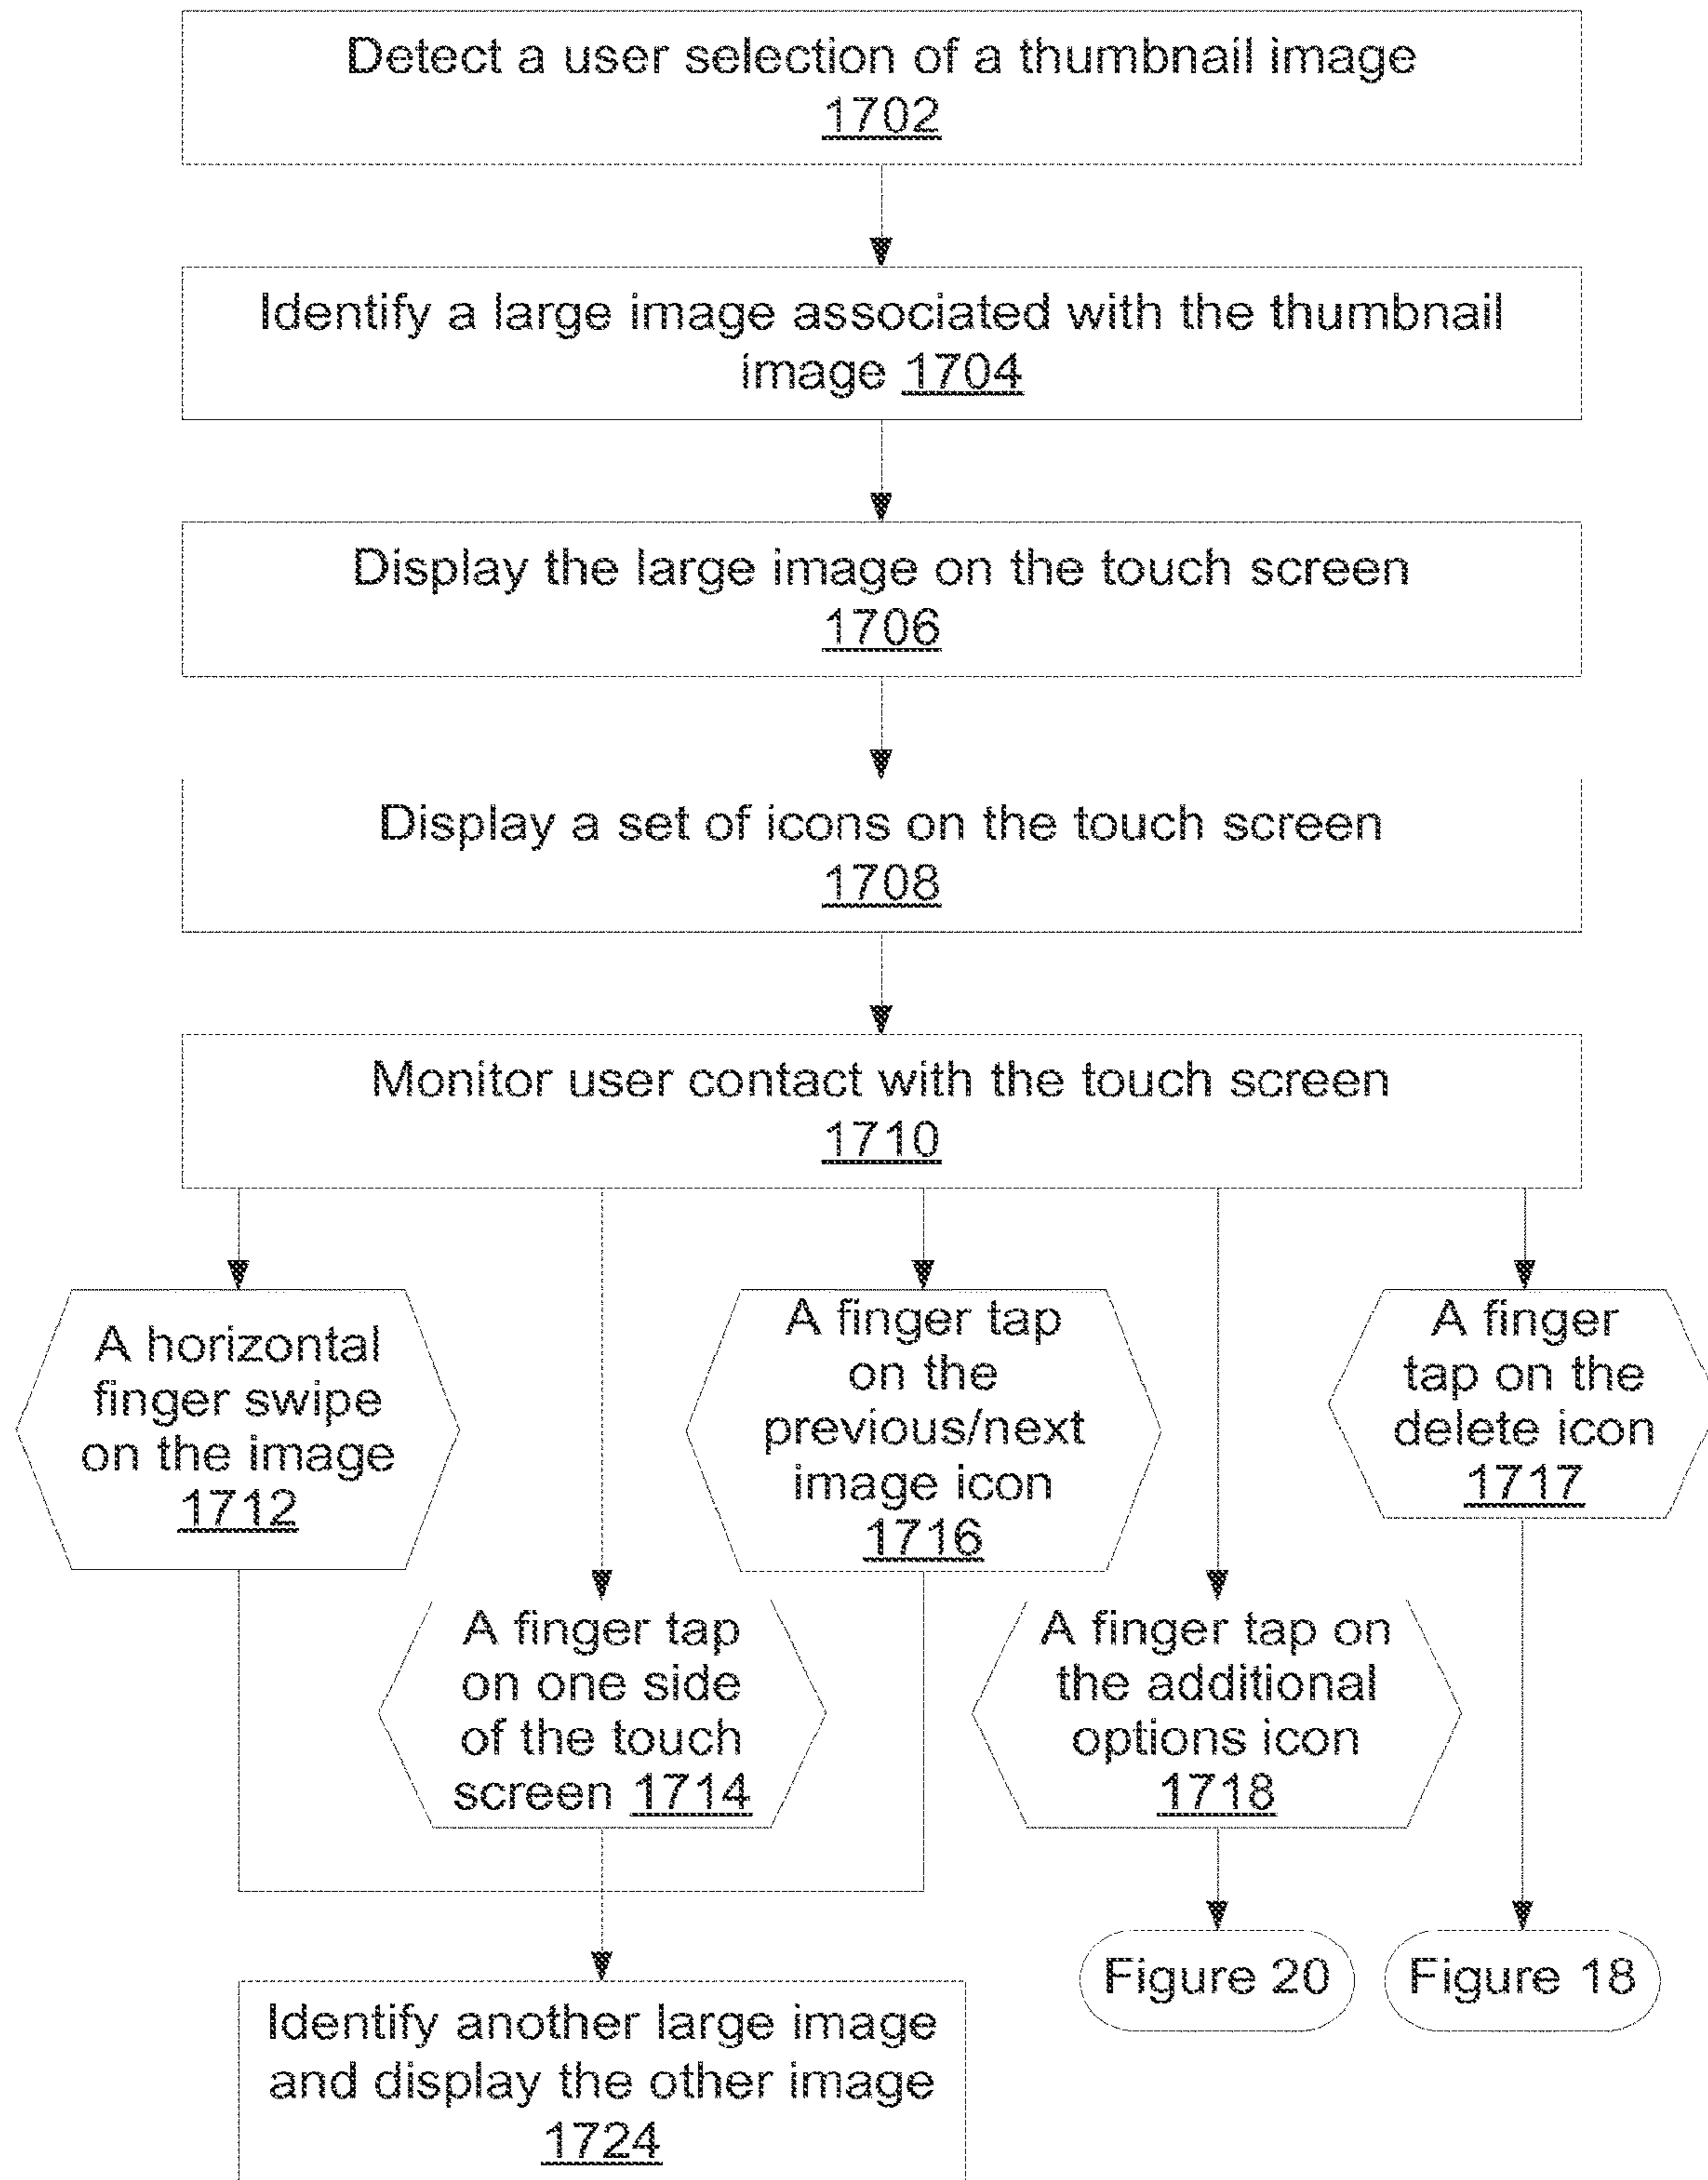 Detect a user selection of a thumbnail image
1702
Identify a large image associated with the thumbnail
image 1704
Display the large image on the touch screen
1706
Display a set of icons on the touch screen
1708
Monitor user contact with the touch screen
1710
A horizontal
finger swipe
on the image
1712
A finger tap
on one side
of the touch
screen 1714
A finger tap
on the
previous/next
image icon
1716
A finger tap on
the additional
options icon
1718
A finger
tap on the
delete icon
1717
Identify another large image
and display the other image
1724
Figure 20
Figure 18